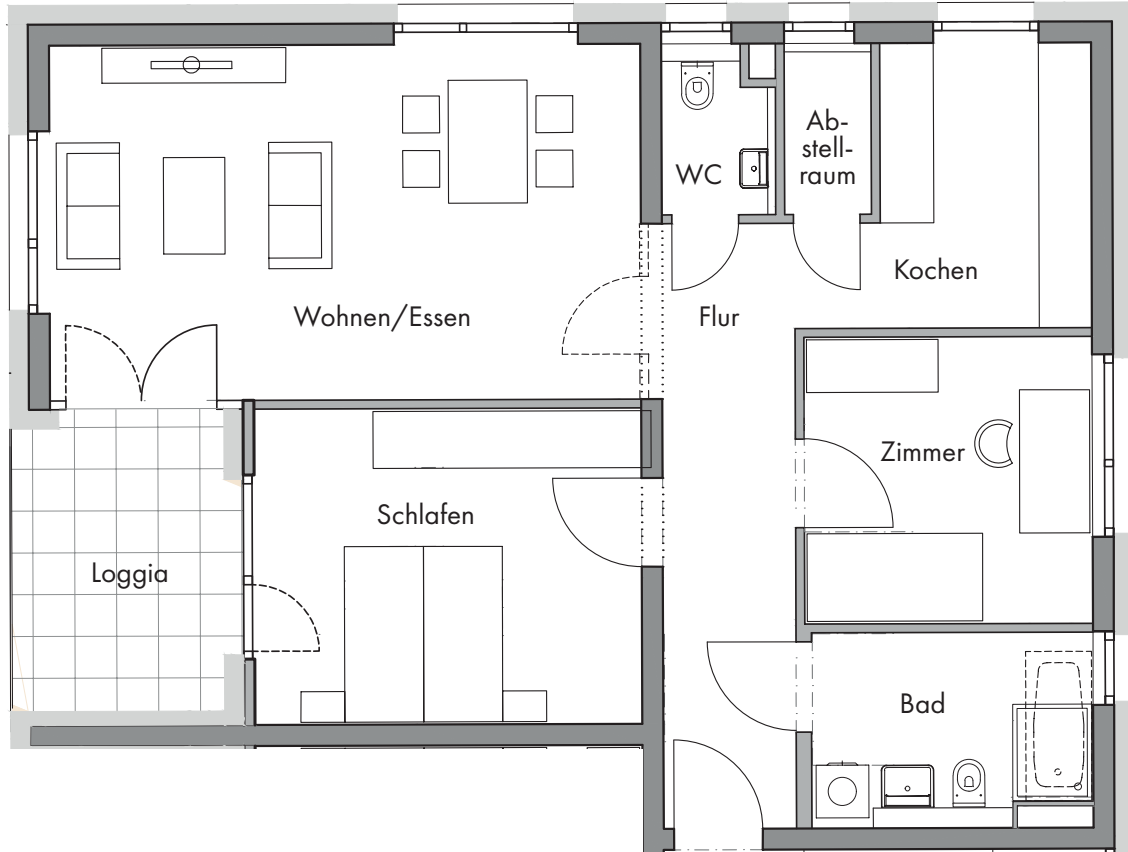 Ab-
stell-
raum
WC
Kochen
Wohnen/Essen
Flur
Zimmer
Schlafen
Loggia
Bad